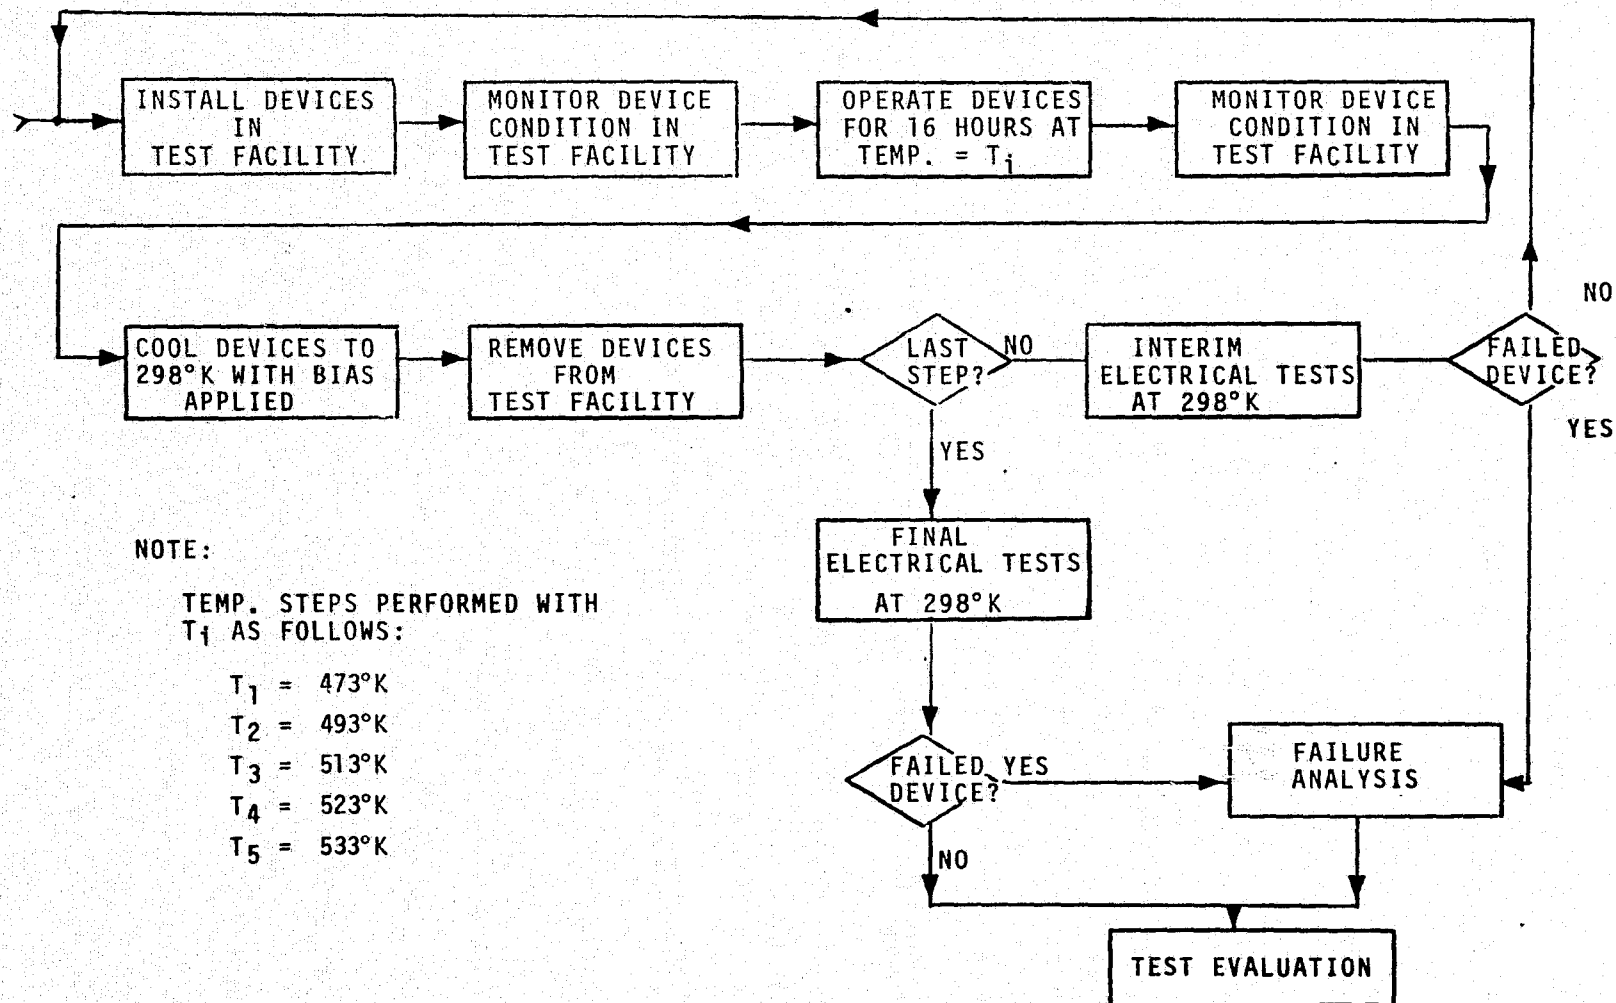 INSTALL DEVICES
IN
TEST FACILITY
MONITOR DEVICE
CONDITION IN
TEST FACILITY
OPERATE DEVICES
FOR 16 HOURS AT
TEMP. = Ti
MONITOR DEVICE
CONDITION IN
TEST FACILITY
COOL DEVICES TO
298°K WITH BIAS
APPLIED
REMOVE DEVICES
FROM
TEST FACILITY
LAST
STEP?
NO
YES
INTERIM
ELECTRICAL TESTS
AT 298°K
FAILED
DEVICE?
NO
YES
FINAL
ELECTRICAL TESTS
AT 298°K
FAILED
DEVICE?
YES
NO
FAILURE
ANALYSIS
TEST EVALUATION
NOTE:
TEMP. STEPS PERFORMED WITH
Ti AS FOLLOWS:
T1 = 473°K
T2 = 493°K
T3 = 513°K
T4 = 523°K
T5 = 533°K